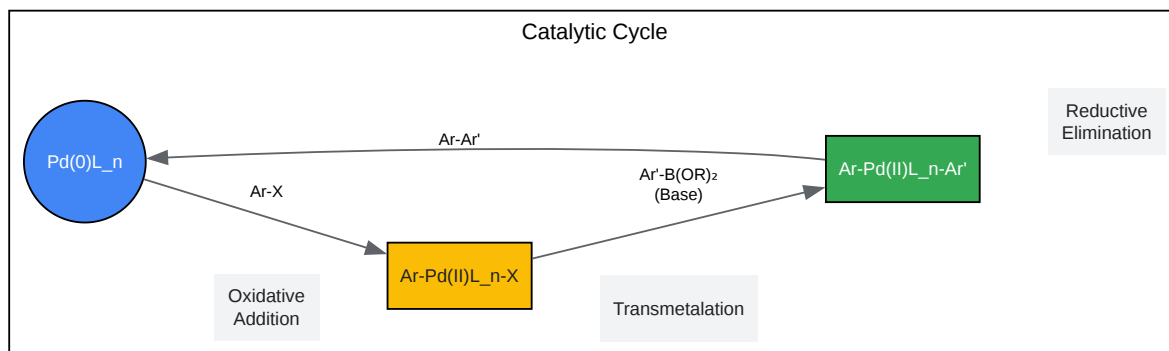 Catalytic Cycle
Pd(0)L_n
Ar-X
Ar-Ar'
Ar'-B(OR)₂
(Base)
Ar-Pd(II)L_n-Ar'
Reductive
Elimination
Ar-Pd(II)L_n-X
Oxidative
Addition
Transmetalation